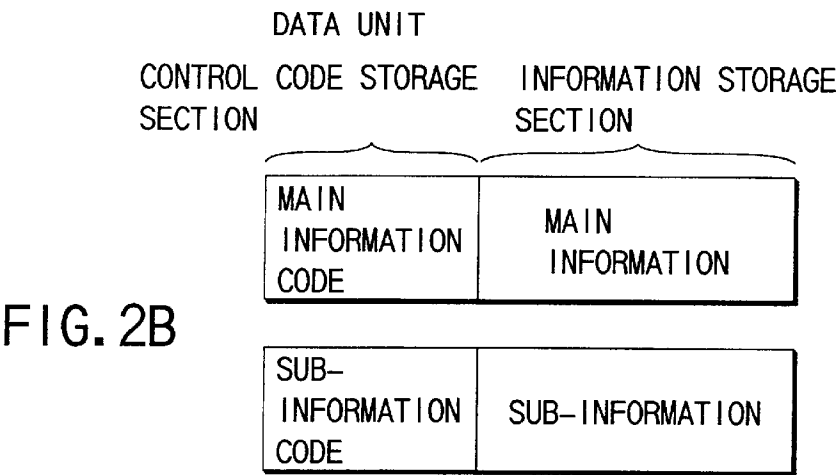 DATA UNIT
CONTROL CODE STORAGE
SECTION
INFORMATION STORAGE
SECTION
MAIN
INFORMATION
CODE
MAIN
INFORMATION
FIG. 2B
SUB-
INFORMATION
CODE
SUB-INFORMATION